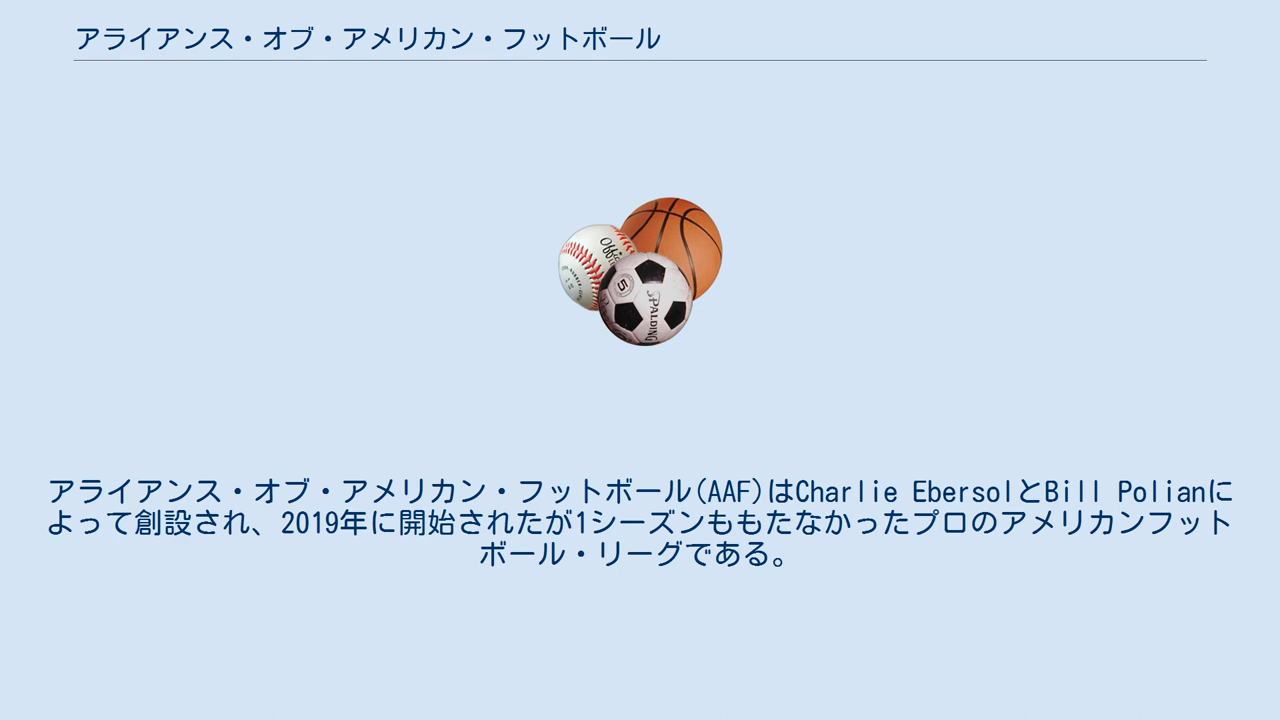 アライアンス・オブ・アメリカン・フットボール
5
SPALDING
アライアンス・オブ・アメリカン・フットボール(AAF)はCharlie EbersolとBill Polianに
よって創設され、2019年に開始されたが1シーズンももたなかったプロのアメリカンフット
ボール・リーグである。